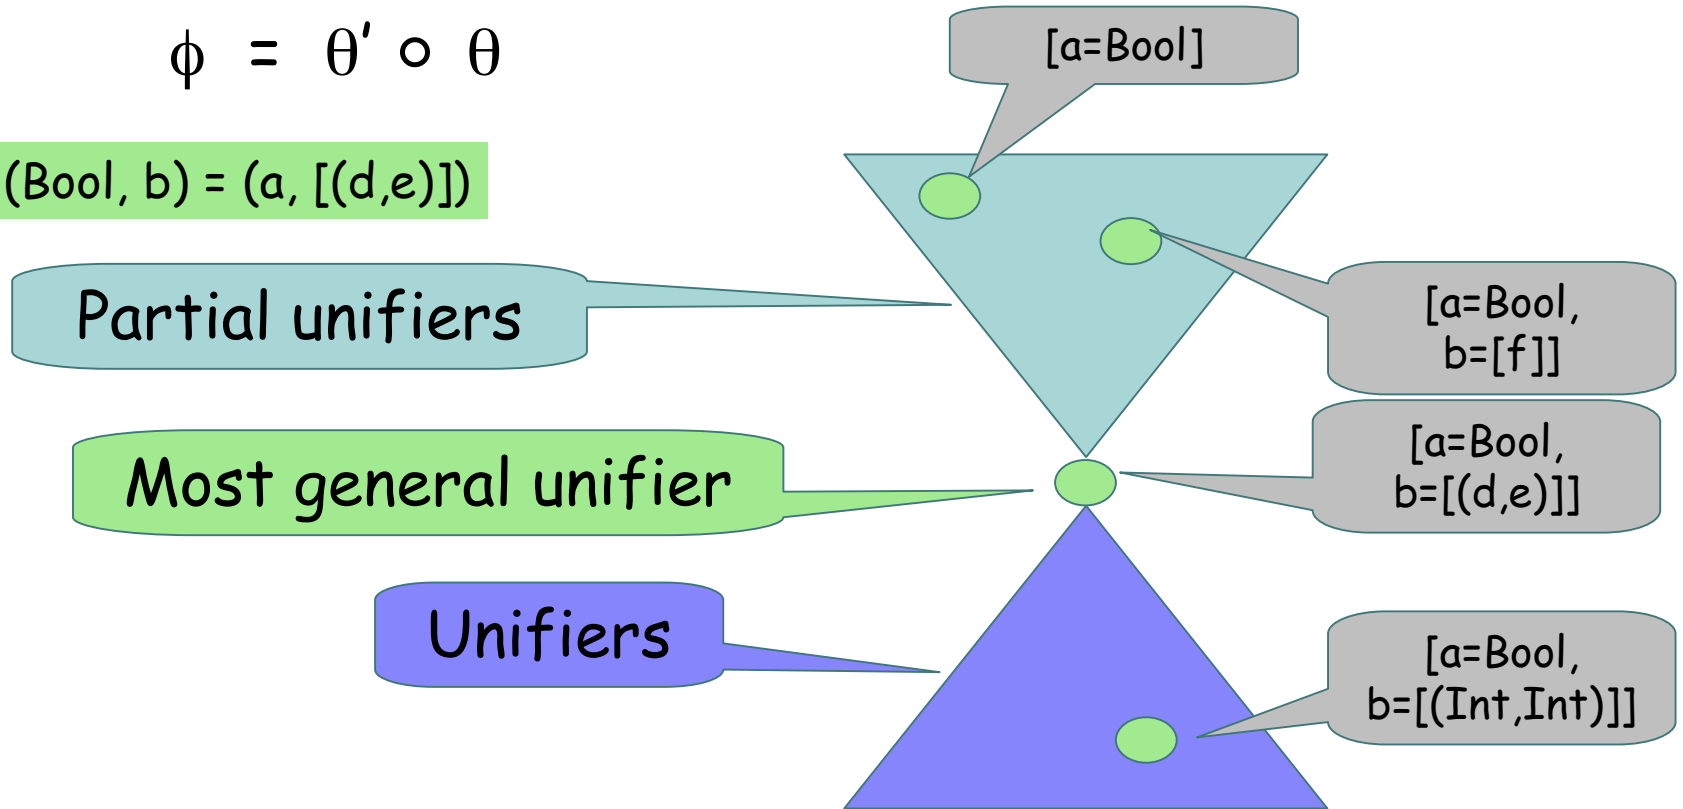 ϕ = θ′ ∘ θ
[a=Bool]
(Bool, b) = (a, [(d,e)])
Partial unifiers
[a=Bool,
b=[f]]
Most general unifier
[a=Bool,
b=[(d,e)]]
Unifiers
[a=Bool,
b=[(Int,Int)]]